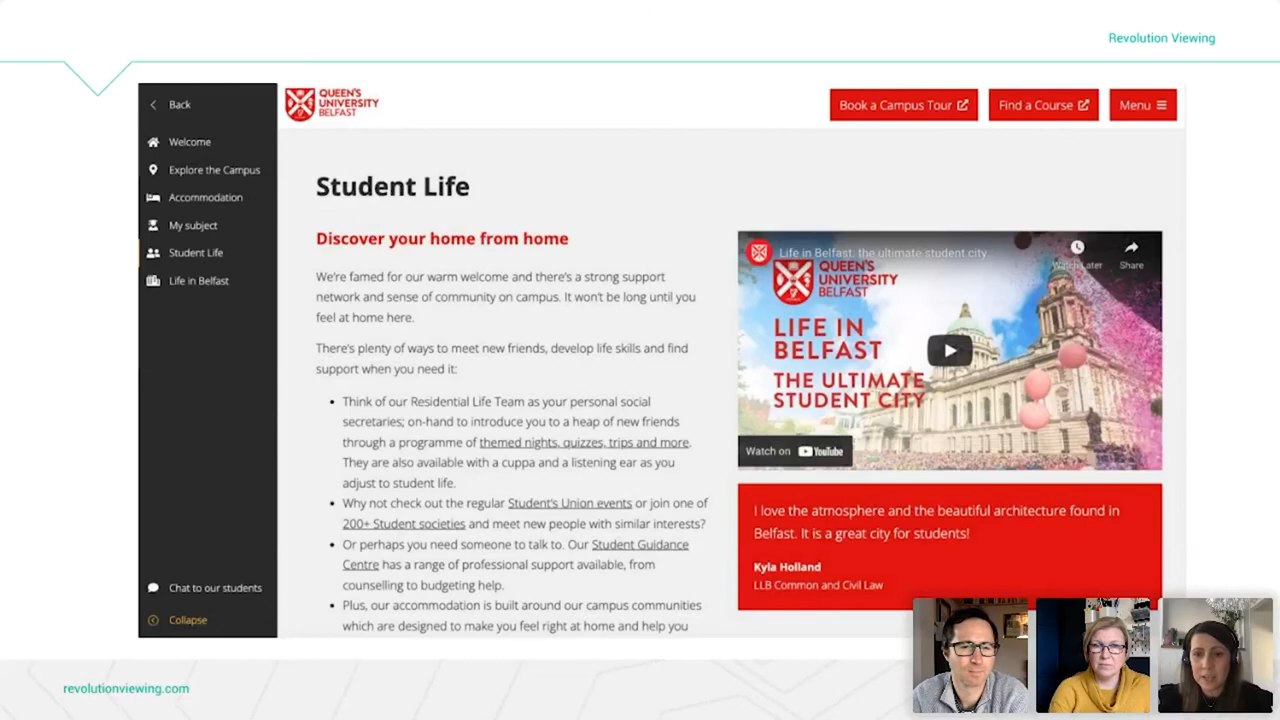 Revolution Viewing
Back
Welcome
Explore the Campus
Accommodation
My subject
Student Life
Life in Belfast
Chat to our students
Collapse
QUEEN'S
UNIVERSITY
BELFAST
Book a Campus Tour
Find a Course
Menu
Student Life
Discover your home from home
We're famed for our warm welcome and there's a strong support
network and sense of community on campus. It won't be long until you
feel at home here.
There's plenty of ways to meet new friends, develop life skills and find
support when you need it:
• Think of our Residential Life Team as your personal social
secretaries; on-hand to introduce you to a heap of new friends
through a programme of themed nights, quizzes, trips and more.
They are also available with a cuppa and a listening ear as you
adjust to student life.
• Why not check out the regular Student's Union events or join one of
200+ Student societies and meet new people with similar interests?
• Or perhaps you need someone to talk to. Our Student Guidance
Centre has a range of professional support available, from
counselling to budgeting help.
• Plus, our accommodation is built around our campus communities
which are designed to make you feel right at home and help you
Life in Belfast: the ultimate student city
Watch Later
Share
QUEEN'S
UNIVERSITY
BELFAST
LIFE IN
BELFAST
THE ULTIMATE
STUDENT CITY
Watch on YouTube
I love the atmosphere and the beautiful architecture found in
Belfast. It is a great city for students!
Kyla Holland
LLB Common and Civil Law
revolutionviewing.com